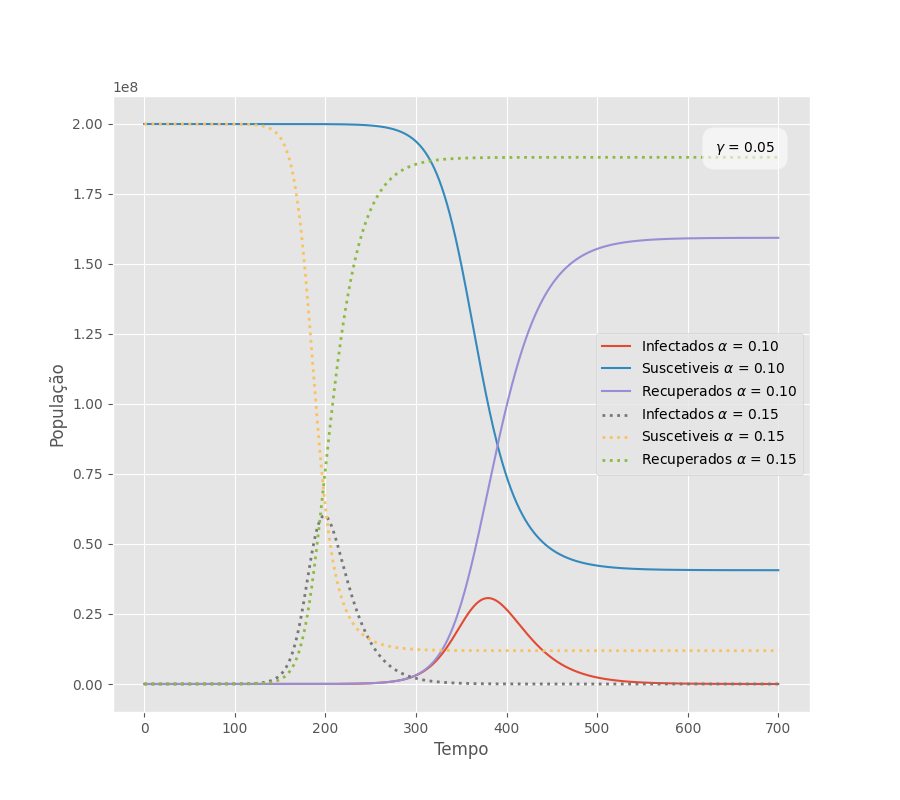 1e8
2.00
1.75
1.50
1.25
1.00
0.75
0.50
0.25
0.00
População
γ = 0.05
Infectados α = 0.10
Suscetiveis α = 0.10
Recuperados α = 0.10
Infectados α = 0.15
Suscetiveis α = 0.15
Recuperados α = 0.15
0 100 200 300 400 500 600 700
Tempo